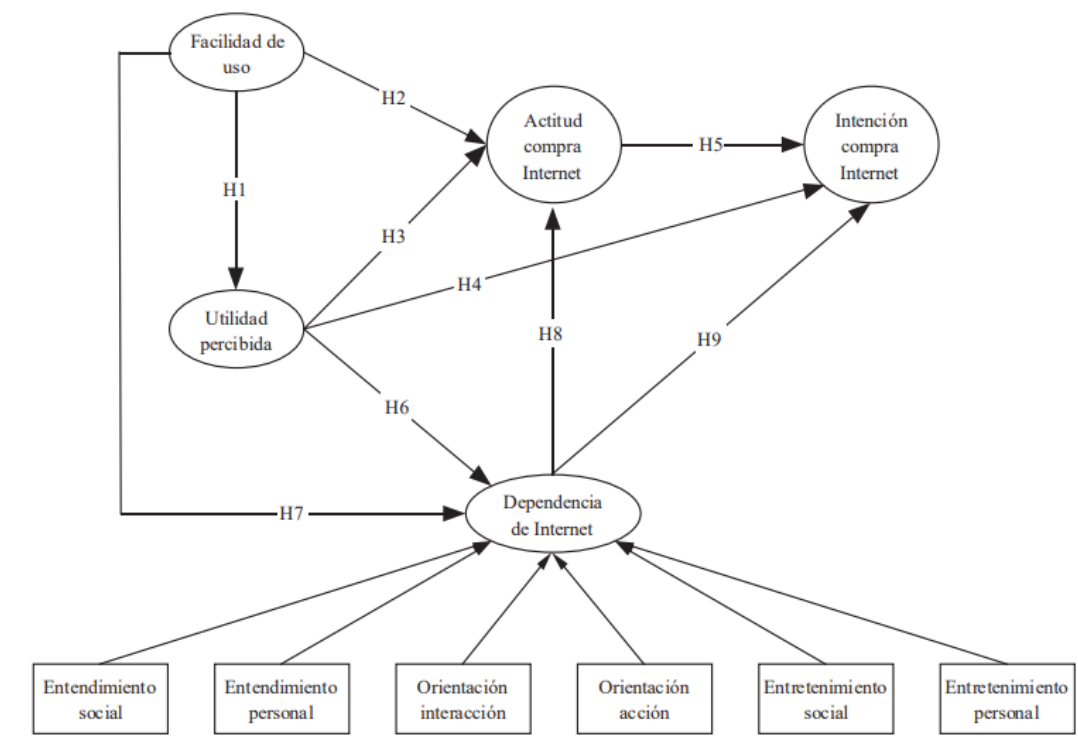 Facilidad de
uso
H2
Actitud
compra
Internet
H5
Intención
compra
Internet
H1
H3
H4
Utilidad
percibida
H8
H9
H6
Dependencia
de Internet
H7
Entendimiento
social
Entendimiento
personal
Orientación
interacción
Orientación
acción
Entretenimiento
social
Entretenimiento
personal